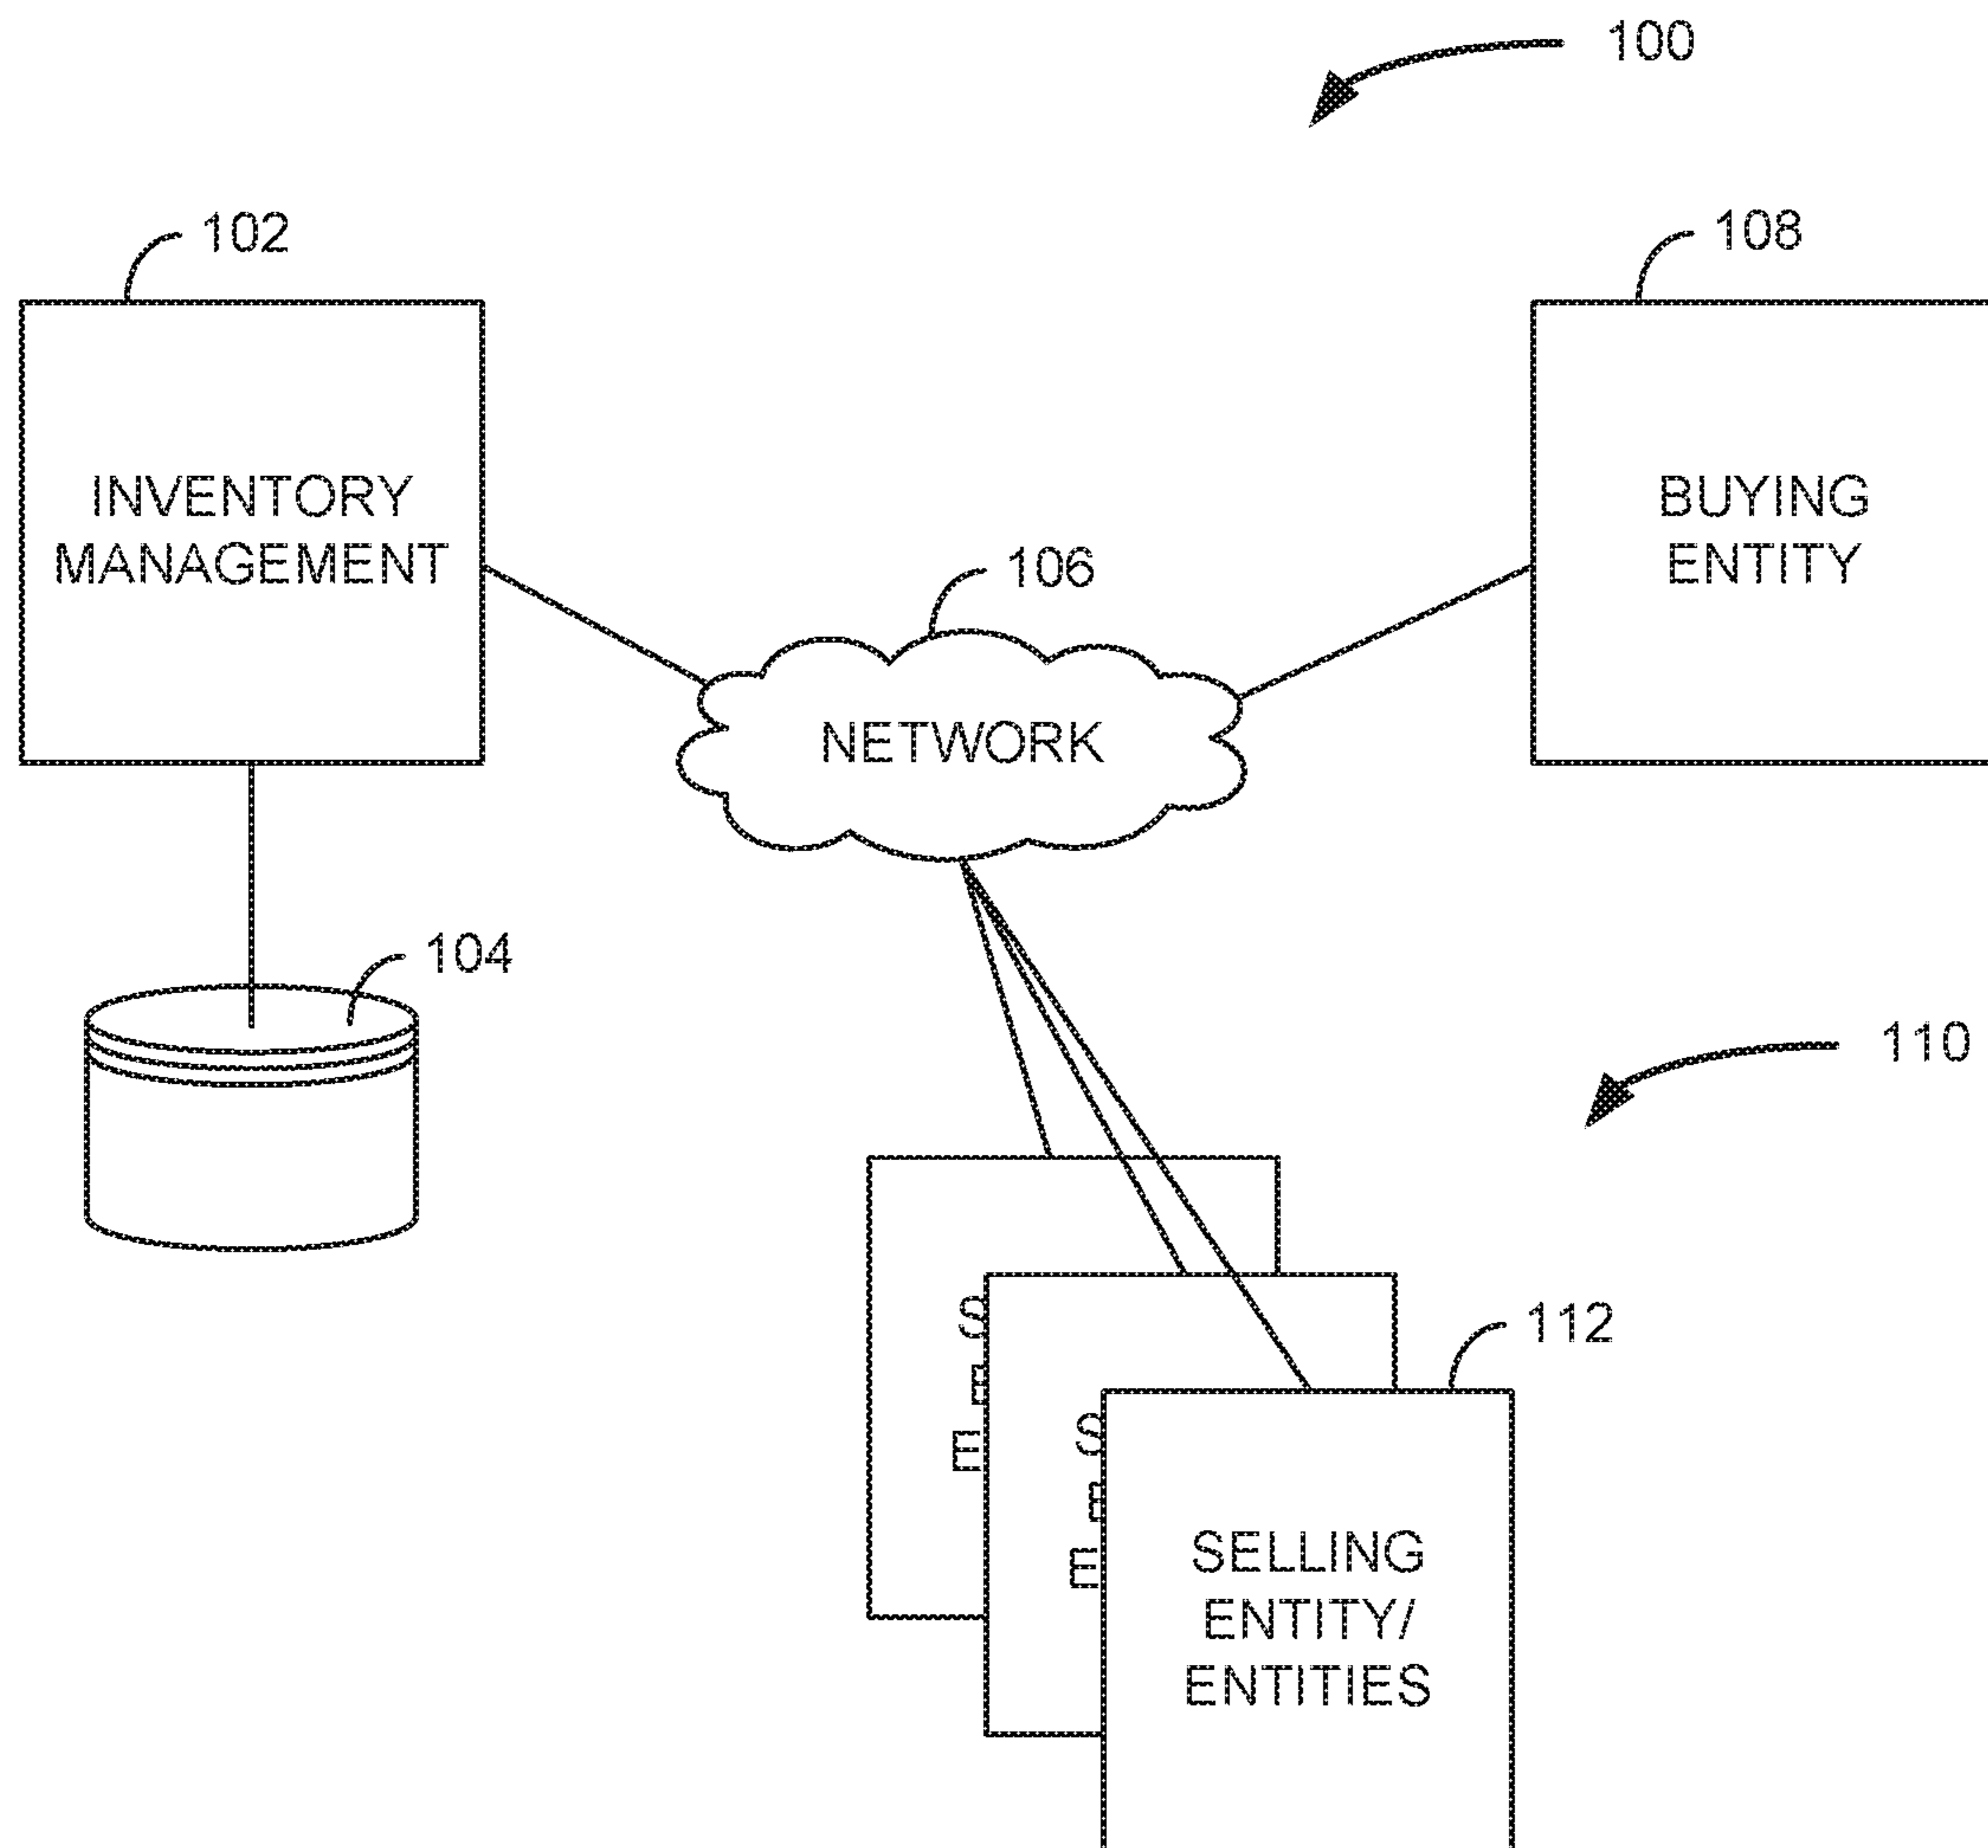 100
102
108
INVENTORY
MANAGEMENT
BUYING
ENTITY
106
NETWORK
104
110
112
S
E
E
S
E
E
SELLING
ENTITY/
ENTITIES